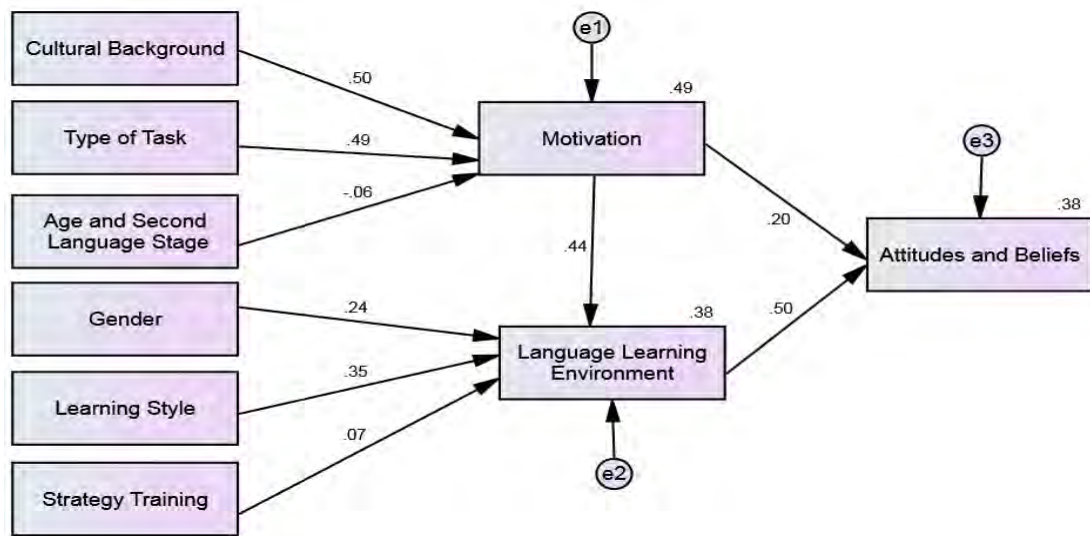 Cultural Background
Type of Task
Age and Second
Language Stage
Gender
Learning Style
Strategy Training
.50
.49
-.06
.24
.35
.07
e1
.49
Motivation
.44
.38
Language Learning
Environment
e2
.20
.50
e3
.38
Attitudes and Beliefs